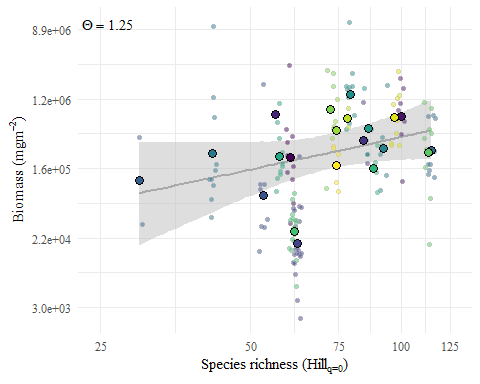 Θ = 1.25
8.9e+06
1.2e+06
1.6e+05
2.2e+04
3.0e+03
Biomass (mgm⁻²)
25 50 75 100 125
Species richness (Hill_q=0)